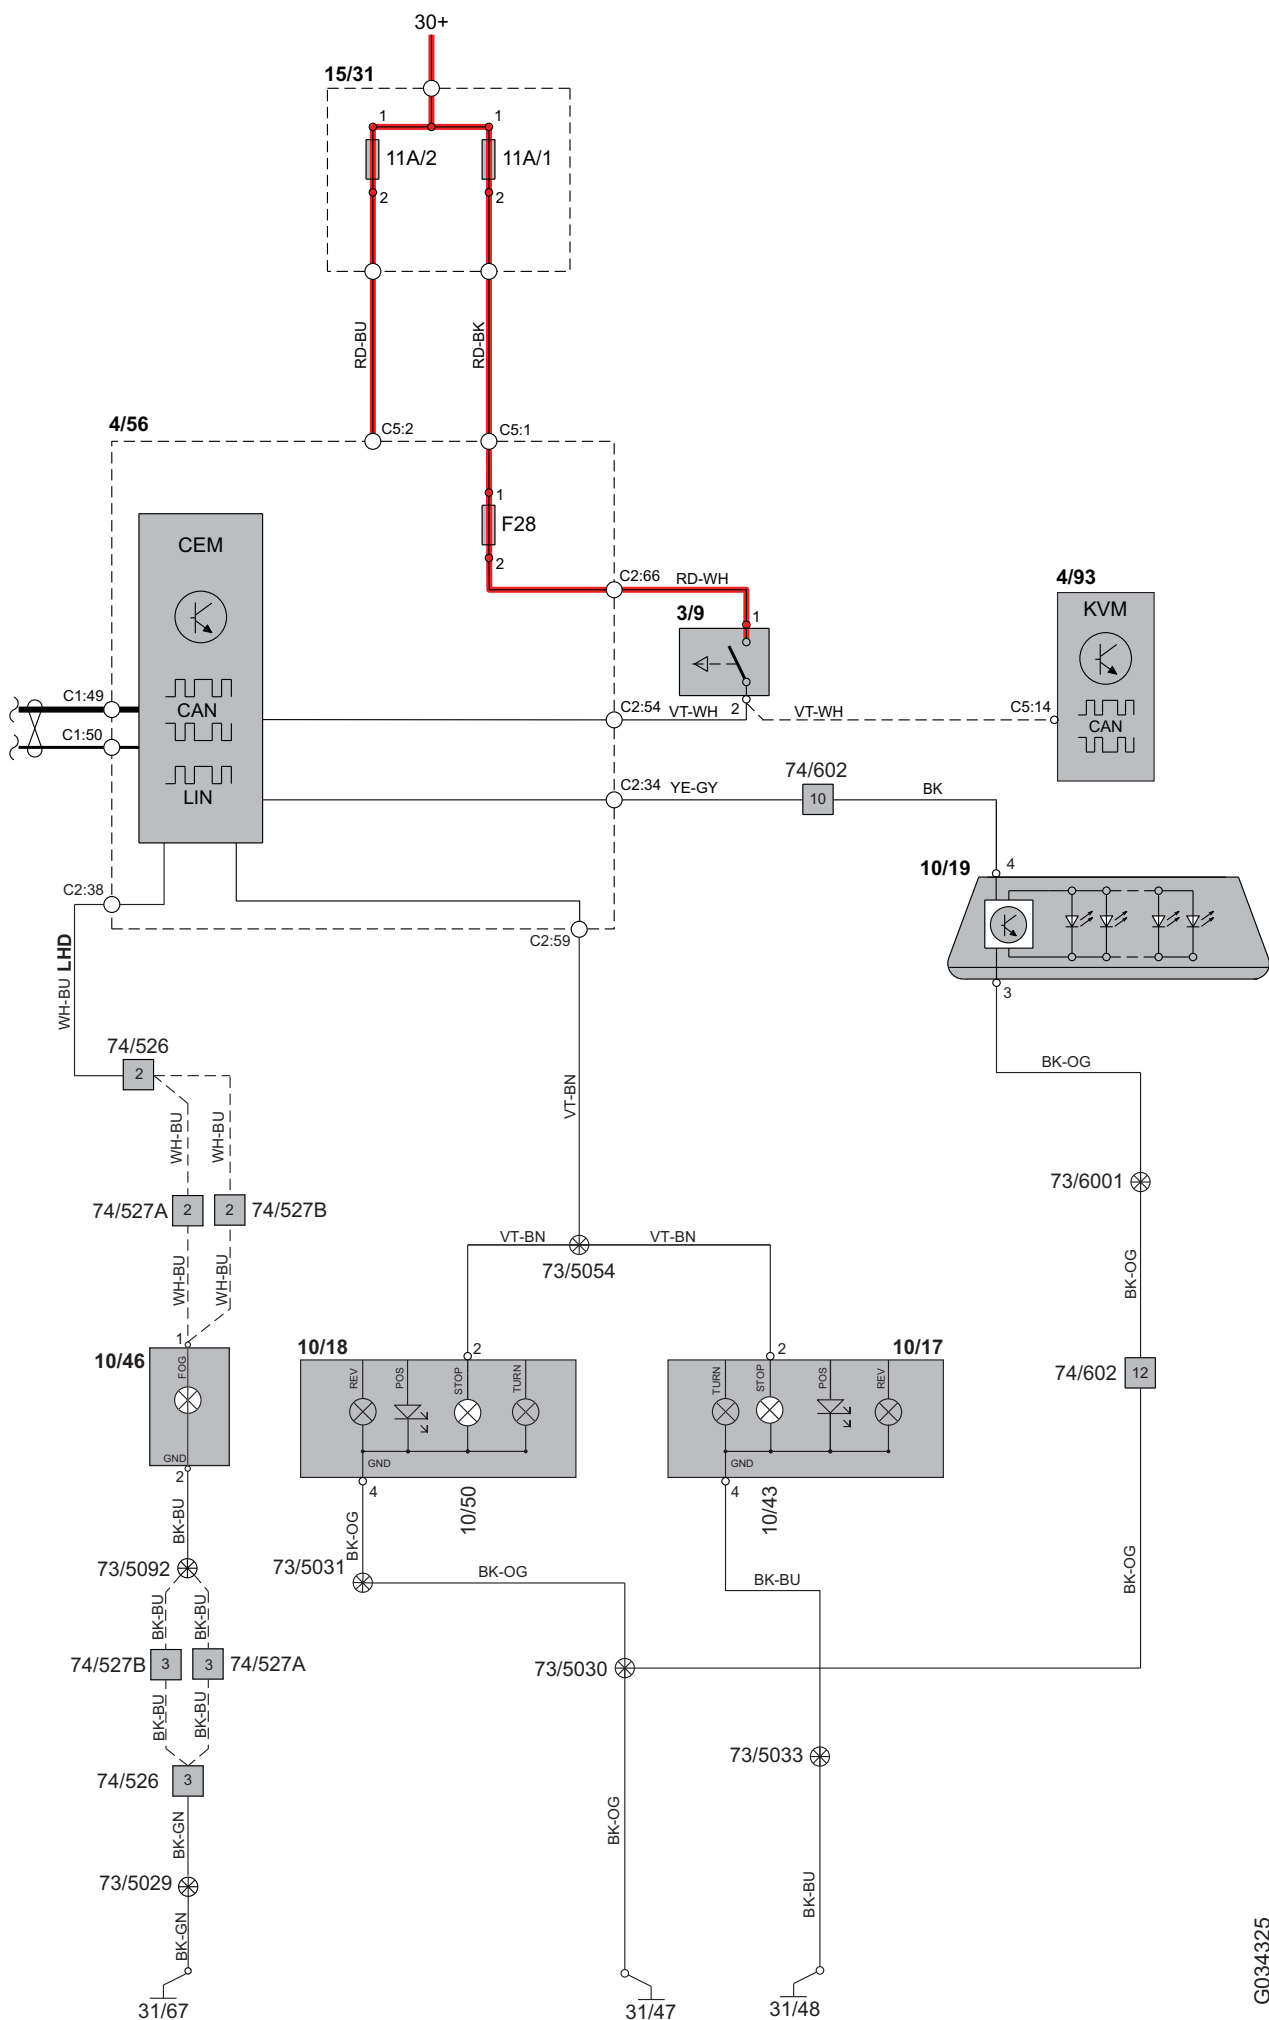 30+
15/31
1
1
11A/2
11A/1
2
2
RD-BU
RD-BK
4/56
C5:2
C5:1
1
F28
2
CEM
C2:66
RD-WH
4/93
3/9
1
KVM
C1:49
CAN
C2:54
VT-WH
2
VT-WH
C5:14
CAN
C1:50
LIN
C2:34
YE-GY
74/602
10
BK
10/19
4
C2:38
C2:59
3
WH-BU LHD
74/526
2
BK-OG
VT-BN
WH-BU
WH-BU
74/527A
2
2
74/527B
73/6001
VT-BN
VT-BN
73/5054
WH-BU
WH-BU
BK-OG
1
10/46
FOG
GND
2
10/18
2
REV
POS
STOP
TURN
GND
4
10/50
2
10/17
TURN
STOP
POS
REV
GND
4
10/43
74/602
12
BK-BU
BK-OG
73/5092
73/5031
BK-OG
BK-BU
BK-OG
BK-BU
BK-BU
74/527B
3
3
74/527A
73/5030
BK-BU
BK-BU
73/5033
74/526
3
BK-GN
BK-OG
73/5029
BK-BU
BK-GN
31/67
31/47
31/48
G034325